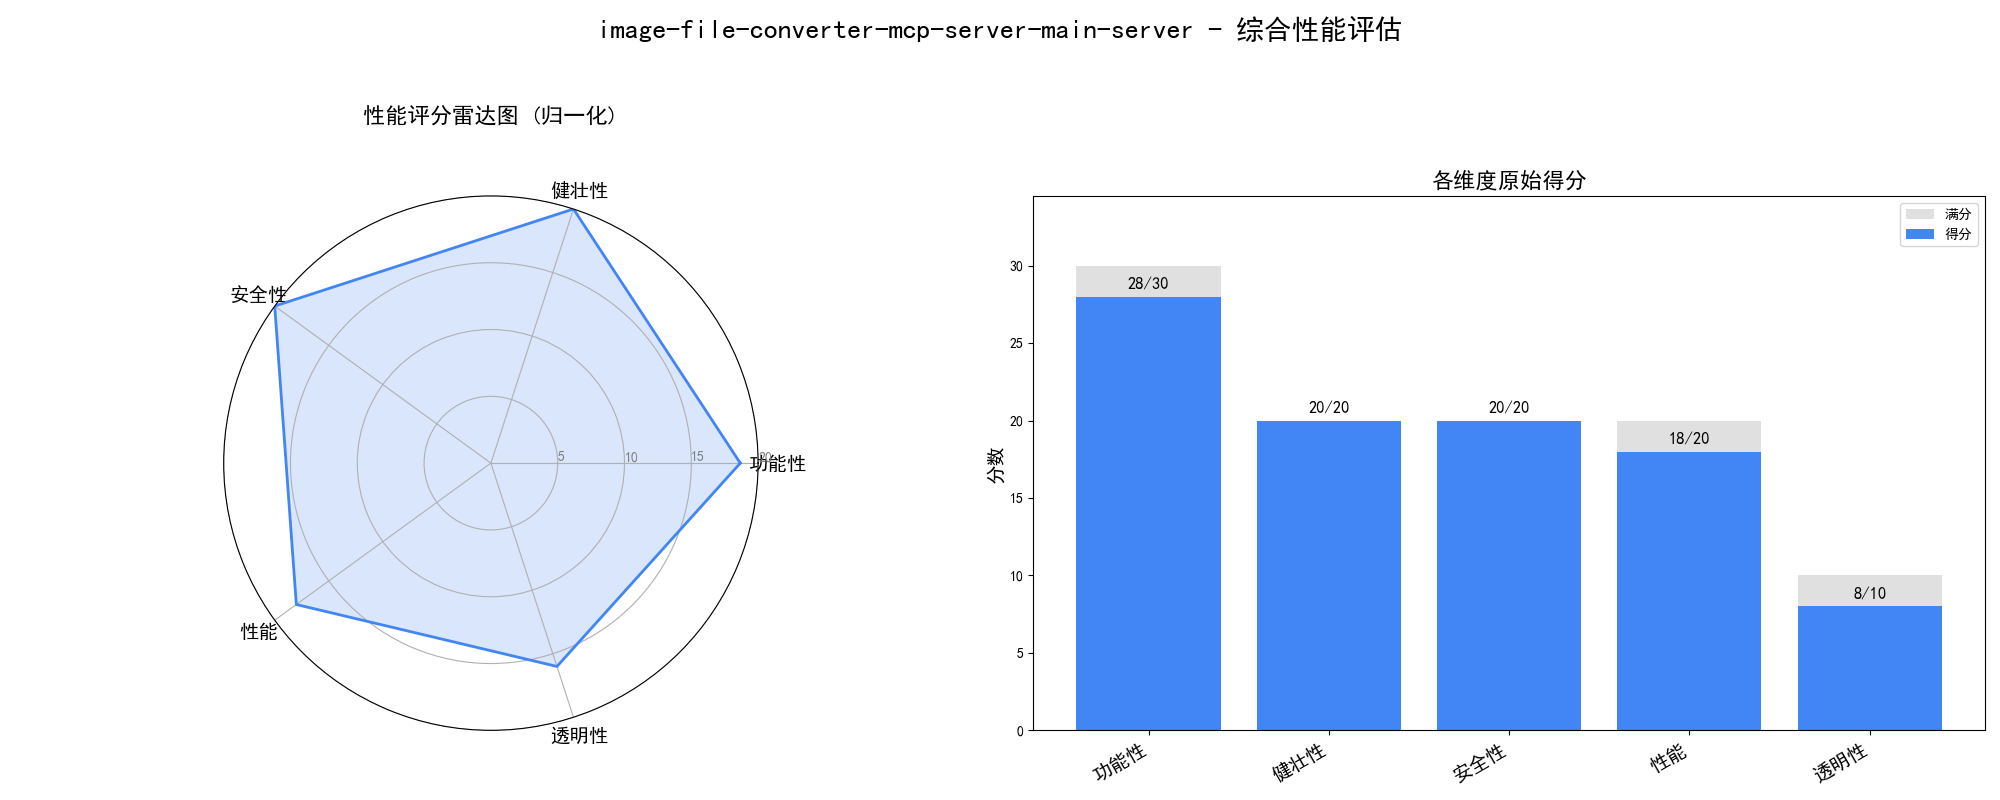 image-file-converter-mcp-server-main-server - 综合性能评估
性能评分雷达图 (归一化)
健壮性
安全性
功能性
性能
透明性
5
10
15
20
各维度原始得分
满分
得分
分数
30
25
20
15
10
5
0
28/30
20/20
20/20
18/20
8/10
功能性
健壮性
安全性
性能
透明性